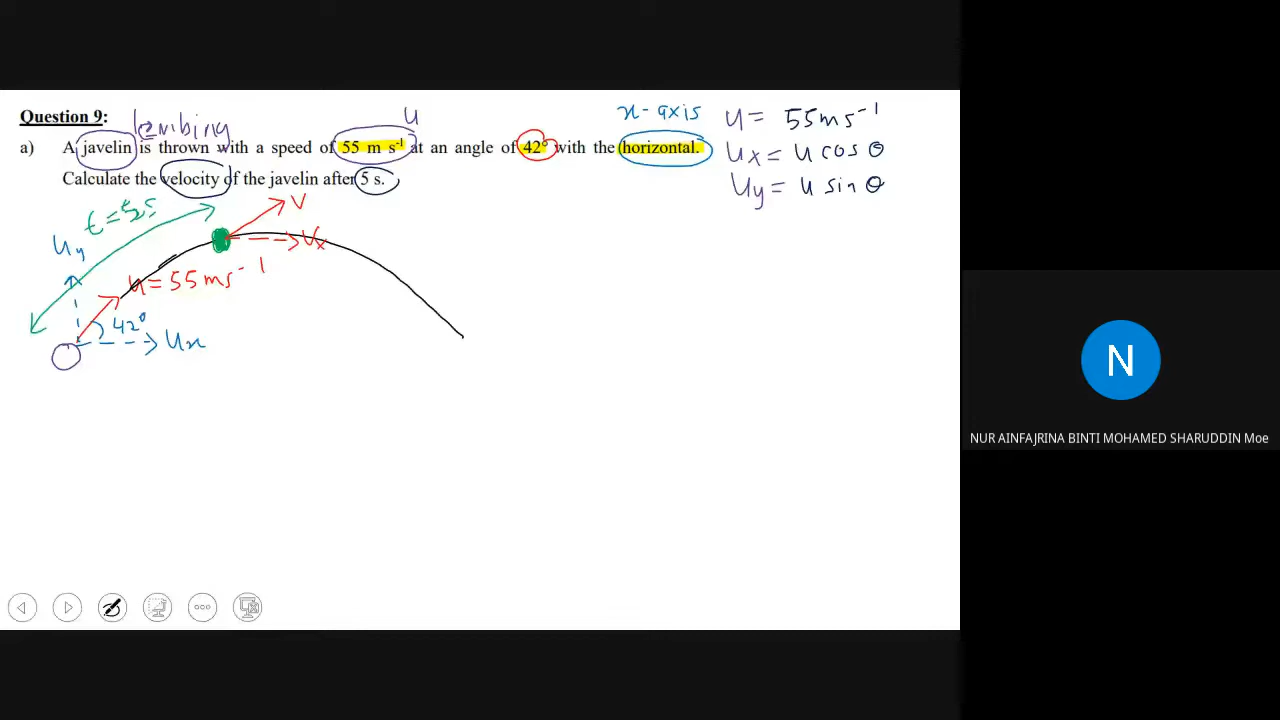 Question 9:
lembing
u
x-axis
u = 55ms⁻¹
a) A javelin is thrown with a speed of 55 m s⁻¹ at an angle of 42° with the horizontal.
ux = u cos θ
Calculate the velocity of the javelin after 5 s.
uy = u sin θ
t = 5s
V
uy
Vx
u = 55ms⁻¹
42°
ux
N
NUR AINFAJRINA BINTI MOHAMED SHARUDDIN Moe